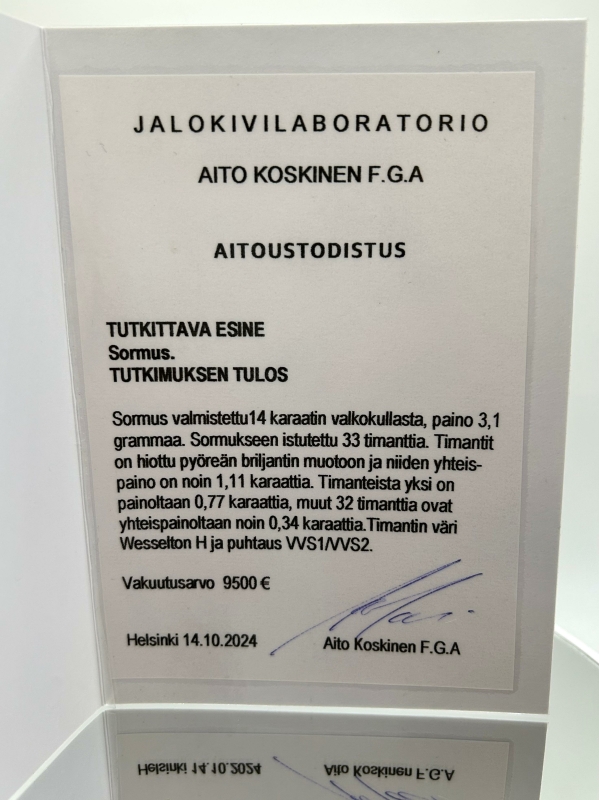 JALOKIVILABORATORIO
AITO KOSKINEN F.G.A
AITOUSTODISTUS
TUTKITTAVA ESINE
Sormus.
TUTKIMUKSEN TULOS
Sormus valmistettu14 karaatin valkokullasta, paino 3,1
grammaa. Sormukseen istutettu 33 timanttia. Timantit
on hiottu pyöreän briljantin muotoon ja niiden yhteis-
paino on noin 1,11 karaattia. Timanteista yksi on
painoltaan 0,77 karaattia, muut 32 timanttia ovat
yhteispainoltaan noin 0,34 karaattia.Timantin väri
Wesselton H ja puhtaus VVS1/VVS2.
Vakuutusarvo 9500 €
Helsinki 14.10.2024
Aito Koskinen F.G.A
Helsinki 14.10.2024
Aito Koskinen F.G.A